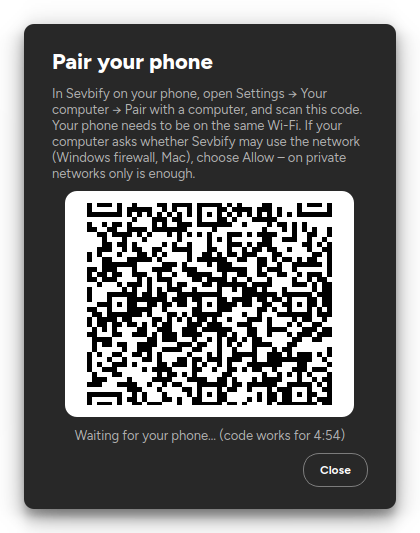 Pair your phone
In Sevbify on your phone, open Settings → Your
computer → Pair with a computer, and scan this code.
Your phone needs to be on the same Wi-Fi. If your
computer asks whether Sevbify may use the network
(Windows firewall, Mac), choose Allow – on private
networks only is enough.
Waiting for your phone... (code works for 4:54)
Close